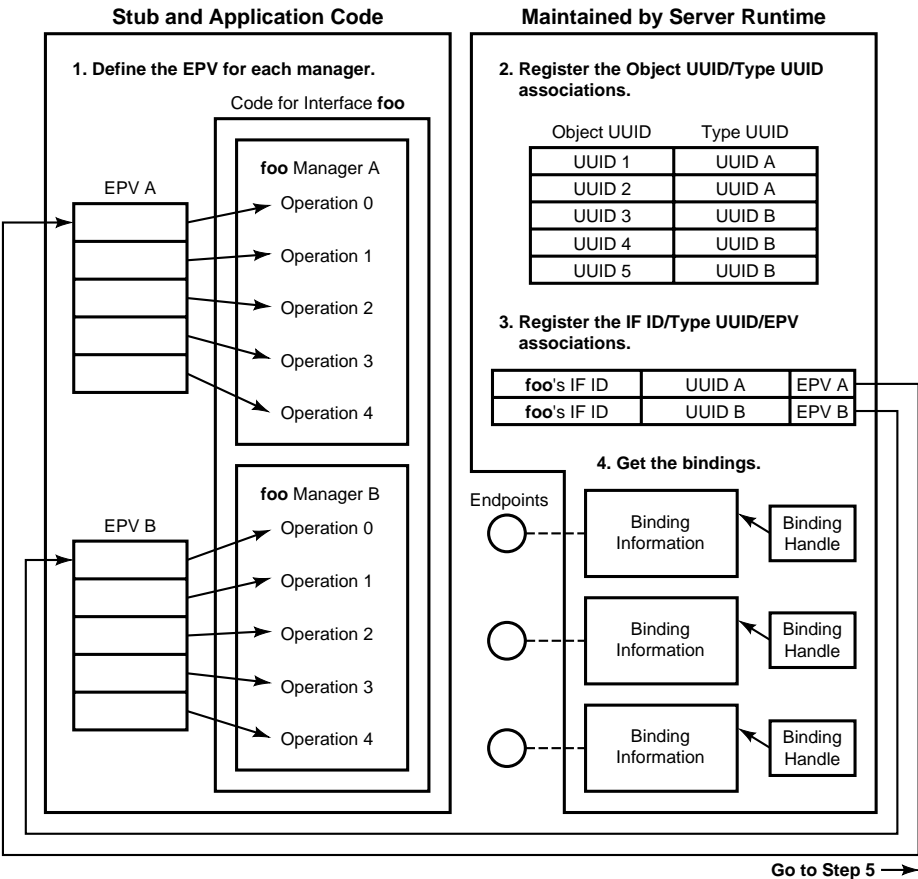 Stub and Application Code
Maintained by Server Runtime
1. Define the EPV for each manager.
Code for Interface foo
foo Manager A
EPV A
Operation 0
Operation 1
Operation 2
Operation 3
Operation 4
foo Manager B
EPV B
Operation 0
Operation 1
Operation 2
Operation 3
Operation 4
2. Register the Object UUID/Type UUID
associations.
Object UUID Type UUID
UUID 1 UUID A
UUID 2 UUID A
UUID 3 UUID B
UUID 4 UUID B
UUID 5 UUID B
3. Register the IF ID/Type UUID/EPV
associations.
foo's IF ID UUID A EPV A
foo's IF ID UUID B EPV B
4. Get the bindings.
Endpoints
Binding
Information
Binding
Handle
Binding
Information
Binding
Handle
Binding
Information
Binding
Handle
Go to Step 5